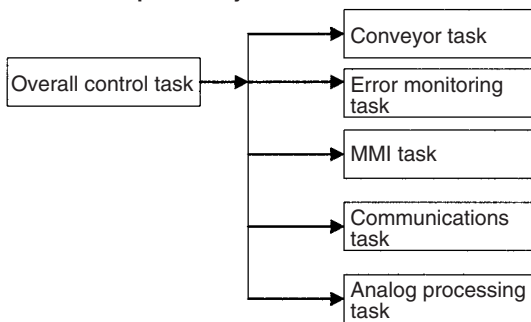 Overall control task
Conveyor task
Error monitoring
task
MMI task
Communications
task
Analog processing
task